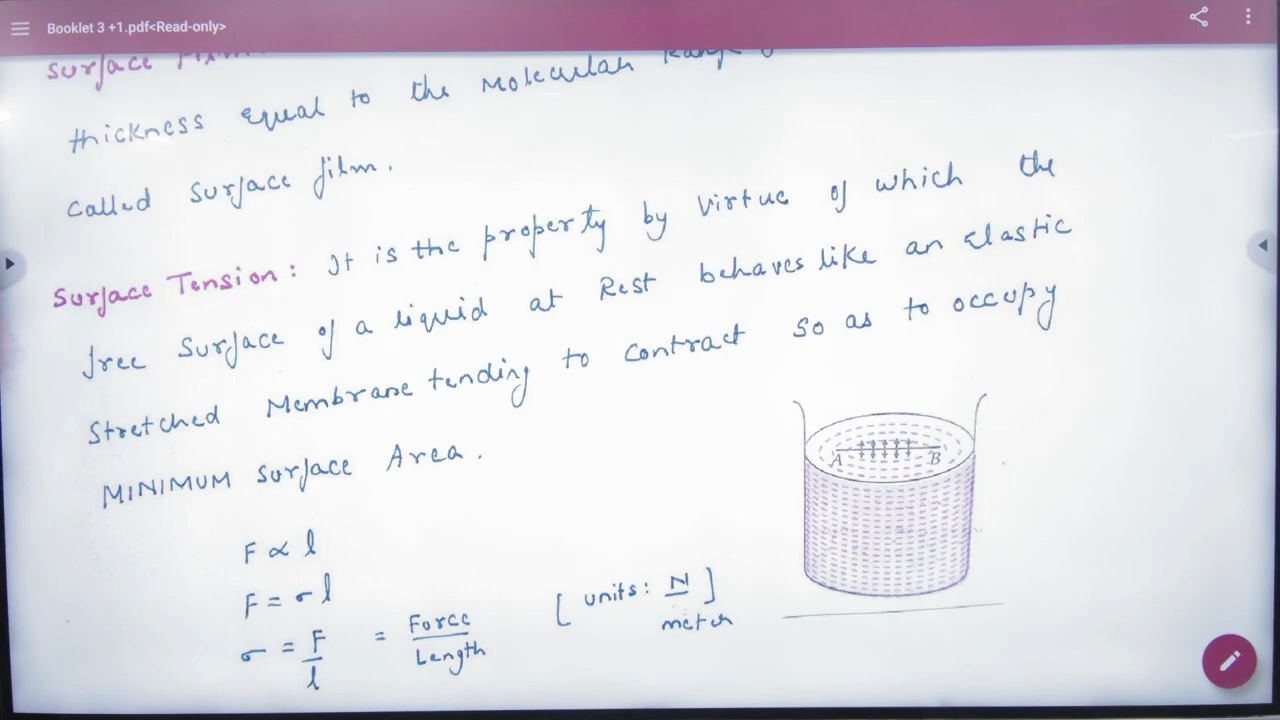 Booklet 3 +1.pdf<Read-only>
Surface
thickness equal to the Molecular Range
called surface film.
Surface Tension: It is the property by virtue of which the
free surface of a liquid at Rest behaves like an elastic
stretched Membrane tending to contract so as to occupy
MINIMUM surface Area.
A B
F ∝ l
F = σ l
σ = F/l = Force/Length [units: N/meter]